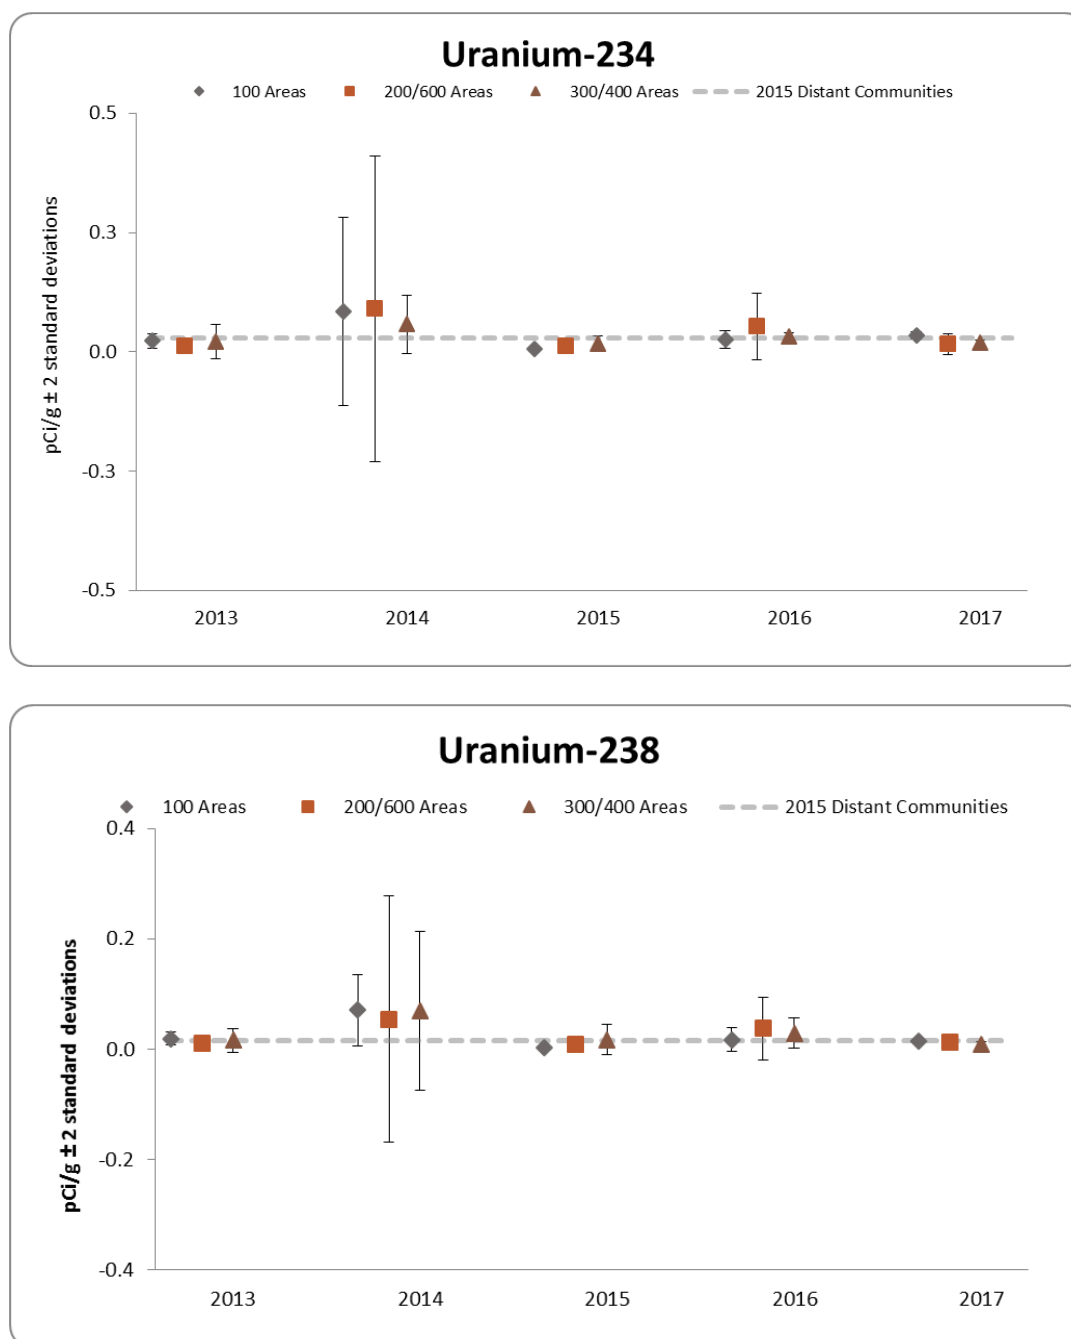 Uranium-234
100 Areas 200/600 Areas 300/400 Areas 2015 Distant Communities
pCi/g ± 2 standard deviations
0.5
0.3
0.0
-0.3
-0.5
2013 2014 2015 2016 2017
Uranium-238
100 Areas 200/600 Areas 300/400 Areas 2015 Distant Communities
pCi/g ± 2 standard deviations
0.4
0.2
0.0
-0.2
-0.4
2013 2014 2015 2016 2017